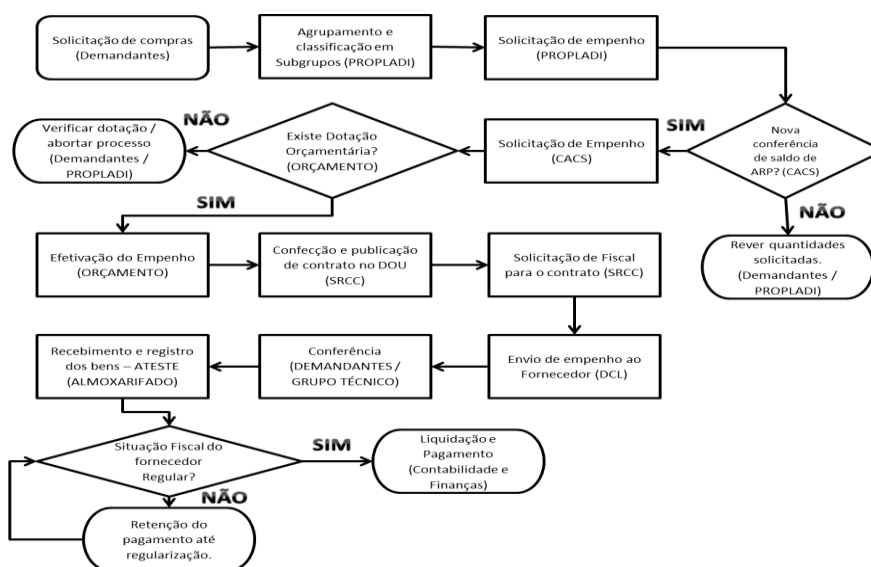 Solicitação de compras
(Demandantes)
Agrupamento e
classificação em
Subgrupos (PROPLADI)
Solicitação de empenho
(PROPLADI)
Nova
conferência
de saldo de
ARP? (CACS)
SIM
NÃO
Rever quantidades
solicitadas.
(Demandantes /
PROPLADI)
Solicitação de Empenho
(CACS)
Existe Dotação
Orçamentária?
(ORÇAMENTO)
NÃO
Verificar dotação /
abortar processo
(Demandantes /
PROPLADI)
SIM
Efetivação do Empenho
(ORÇAMENTO)
Confecção e publicação
de contrato no DOU
(SRCC)
Solicitação de Fiscal
para o contrato (SRCC)
Envio de empenho ao
Fornecedor (DCL)
Conferência
(DEMANDANTES /
GRUPO TÉCNICO)
Recebimento e registro
dos bens – ATESTE
(ALMOXARIFADO)
Situação Fiscal do
fornecedor
Regular?
SIM
Liquidação e
Pagamento
(Contabilidade e
Finanças)
NÃO
Retenção do
pagamento até
regularização.